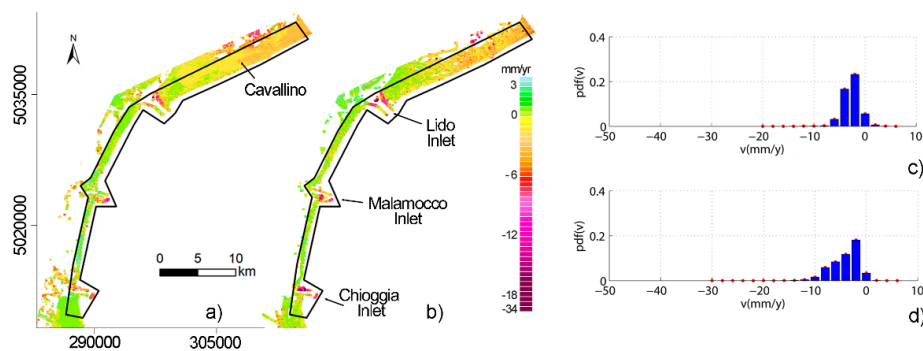 N
5035000
5020000
290000
305000
Cavallino
0 5 10
km
a)
b)
Lido
Inlet
Malamocco
Inlet
Chioggia
Inlet
mm/yr
3
0
-6
-12
-18
-34
0.4
0.2
0
pdf(v)
-50 -40 -30 -20 -10 0
v(mm/y)
c)
0.4
0.2
0
pdf(v)
-50 -40 -30 -20 -10 0
v(mm/y)
d)